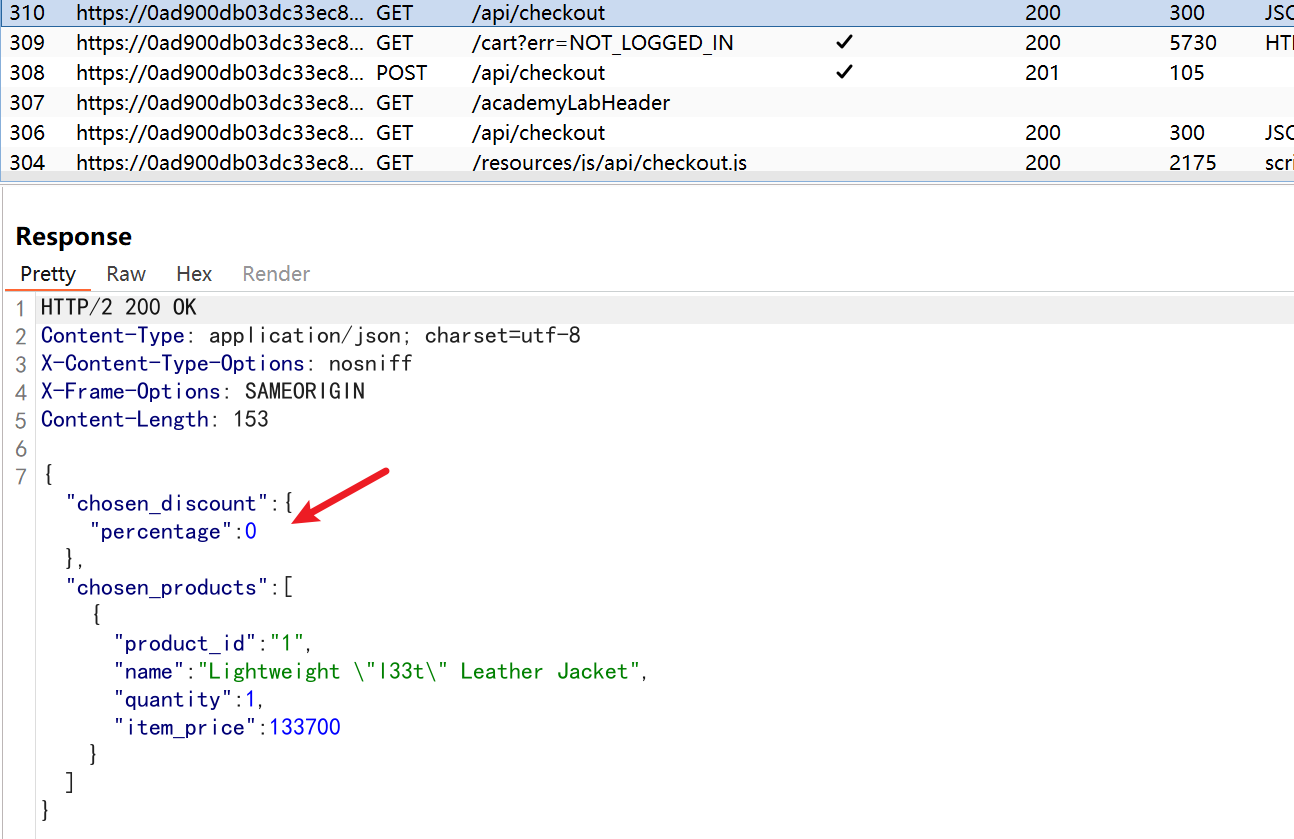 310 https://0ad900db03dc33ec8... GET /api/checkout 200 300 JSC
309 https://0ad900db03dc33ec8... GET /cart?err=NOT_LOGGED_IN ✓ 200 5730 HTI
308 https://0ad900db03dc33ec8... POST /api/checkout ✓ 201 105
307 https://0ad900db03dc33ec8... GET /academyLabHeader
306 https://0ad900db03dc33ec8... GET /api/checkout 200 300 JSC
304 https://0ad900db03dc33ec8... GET /resources/js/api/checkout.js 200 2175 scri
Response
Pretty Raw Hex Render
1 HTTP/2 200 OK
2 Content-Type: application/json; charset=utf-8
3 X-Content-Type-Options: nosniff
4 X-Frame-Options: SAMEORIGIN
5 Content-Length: 153
6
7 {
"chosen_discount":{
"percentage":0
},
"chosen_products":[
{
"product_id":"1",
"name":"Lightweight \"l33t\" Leather Jacket",
"quantity":1,
"item_price":133700
}
]
}